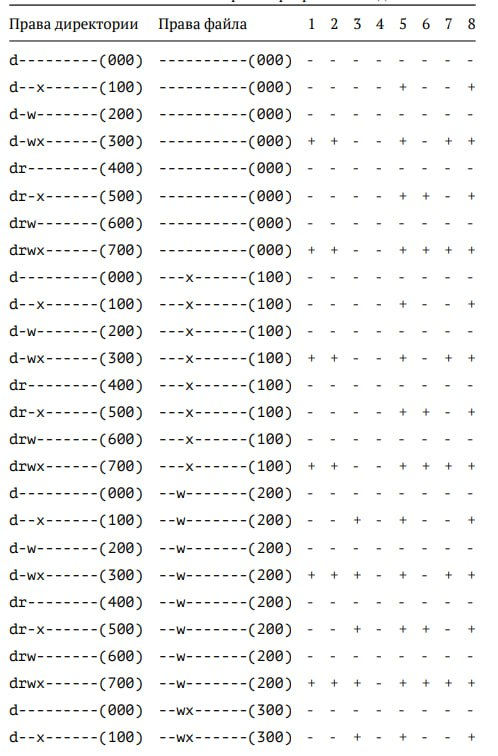 Права директории Права файла 1 2 3 4 5 6 7 8
d---------(000) ----------(000) - - - - - - - -
d--x------(100) ----------(000) - - - - + - - +
d-w-------(200) ----------(000) - - - - - - - -
d-wx------(300) ----------(000) + + - - + - + +
dr--------(400) ----------(000) - - - - - - - -
dr-x------(500) ----------(000) - - - - + + - +
drw-------(600) ----------(000) - - - - - - - -
drwx------(700) ----------(000) + + - - + + + +
d---------(000) ---x------(100) - - - - - - - -
d--x------(100) ---x------(100) - - - - + - - +
d-w-------(200) ---x------(100) - - - - - - - -
d-wx------(300) ---x------(100) + + - - + - + +
dr--------(400) ---x------(100) - - - - - - - -
dr-x------(500) ---x------(100) - - - - + + - +
drw-------(600) ---x------(100) - - - - - - - -
drwx------(700) ---x------(100) + + - - + + + +
d---------(000) --w-------(200) - - - - - - - -
d--x------(100) --w-------(200) - - + - + - - +
d-w-------(200) --w-------(200) - - - - - - - -
d-wx------(300) --w-------(200) + + + - + - + +
dr--------(400) --w-------(200) - - - - - - - -
dr-x------(500) --w-------(200) - - + - + + - +
drw-------(600) --w-------(200) - - - - - - - -
drwx------(700) --w-------(200) + + + - + + + +
d---------(000) --wx------(300) - - - - - - - -
d--x------(100) --wx------(300) - - + - + - - +